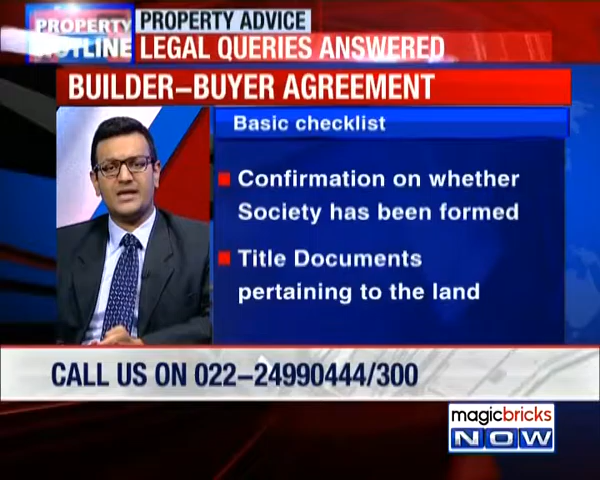 PROPERTY
HOTLINE
PROPERTY ADVICE
LEGAL QUERIES ANSWERED
BUILDER–BUYER AGREEMENT
Basic checklist
Confirmation on whether
Society has been formed
Title Documents
pertaining to the land
CALL US ON 022–24990444/300
magicbricks
NOW